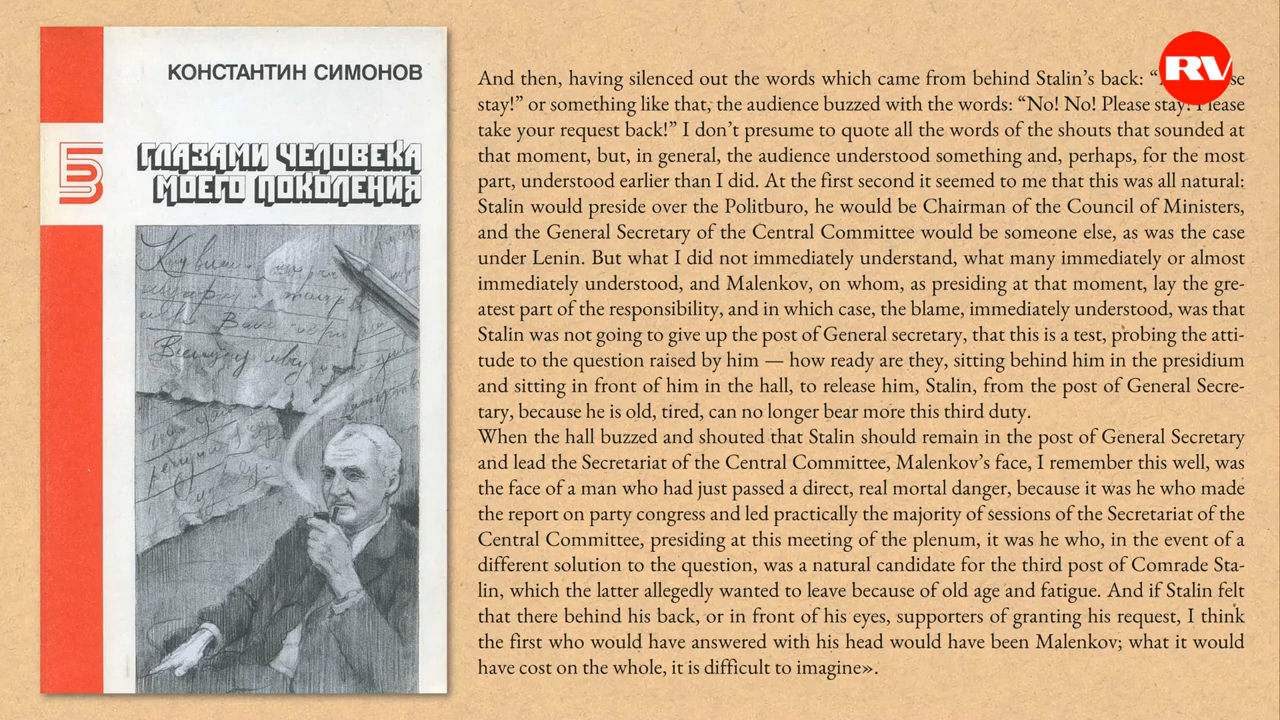 КОНСТАНТИН СИМОНОВ
Б
ГЛАЗАМИ ЧЕЛОВЕКА
МОЕГО ПОКОЛЕНИЯ
RV
And then, having silenced out the words which came from behind Stalin’s back: “
stay!” or something like that, the audience buzzed with the words: “No! No! Please stay! Please
take your request back!” I don’t presume to quote all the words of the shouts that sounded at
that moment, but, in general, the audience understood something and, perhaps, for the most
part, understood earlier than I did. At the first second it seemed to me that this was all natural:
Stalin would preside over the Politburo, he would be Chairman of the Council of Ministers,
and the General Secretary of the Central Committee would be someone else, as was the case
under Lenin. But what I did not immediately understand, what many immediately or almost
immediately understood, and Malenkov, on whom, as presiding at that moment, lay the gre-
atest part of the responsibility, and in which case, the blame, immediately understood, was that
Stalin was not going to give up the post of General secretary, that this is a test, probing the atti-
tude to the question raised by him — how ready are they, sitting behind him in the presidium
and sitting in front of him in the hall, to release him, Stalin, from the post of General Secre-
tary, because he is old, tired, can no longer bear more this third duty.
When the hall buzzed and shouted that Stalin should remain in the post of General Secretary
and lead the Secretariat of the Central Committee, Malenkov’s face, I remember this well, was
the face of a man who had just passed a direct, real mortal danger, because it was he who made
the report on party congress and led practically the majority of sessions of the Secretariat of the
Central Committee, presiding at this meeting of the plenum, it was he who, in the event of a
different solution to the question, was a natural candidate for the third post of Comrade Sta-
lin, which the latter allegedly wanted to leave because of old age and fatigue. And if Stalin felt
that there behind his back, or in front of his eyes, supporters of granting his request, I think
the first who would have answered with his head would have been Malenkov; what it would
have cost on the whole, it is difficult to imagine».